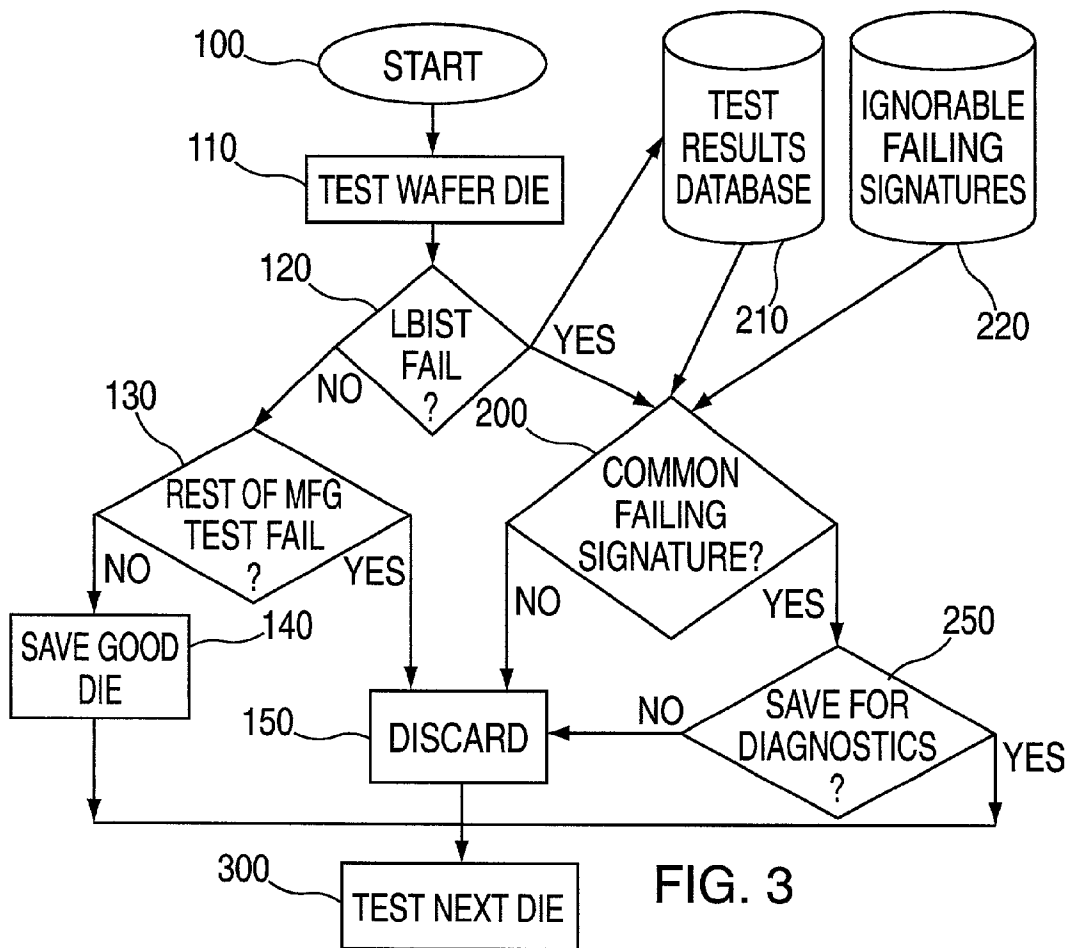 100
START
110
TEST WAFER DIE
TEST
RESULTS
DATABASE
210
IGNORABLE
FAILING
SIGNATURES
220
120
LBIST
FAIL
?
NO
YES
130
REST OF MFG
TEST FAIL
?
NO
YES
200
COMMON
FAILING
SIGNATURE?
NO
YES
SAVE GOOD
DIE
140
150
DISCARD
250
SAVE FOR
DIAGNOSTICS
?
NO
YES
300
TEST NEXT DIE
FIG. 3